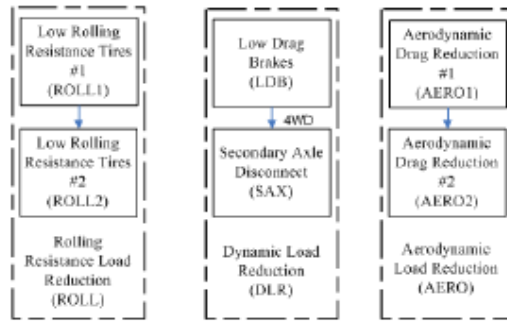 Low Rolling
Resistance Tires
#1
(ROLL1)
Low Rolling
Resistance Tires
#2
(ROLL2)
Rolling
Resistance Load
Reduction
(ROLL)
Low Drag
Brakes
(LDB)
4WD
Secondary Axle
Disconnect
(SAX)
Dynamic Load
Reduction
(DLR)
Aerodynamic
Drag Reduction
#1
(AERO1)
Aerodynamic
Drag Reduction
#2
(AERO2)
Aerodynamic
Load Reduction
(AERO)